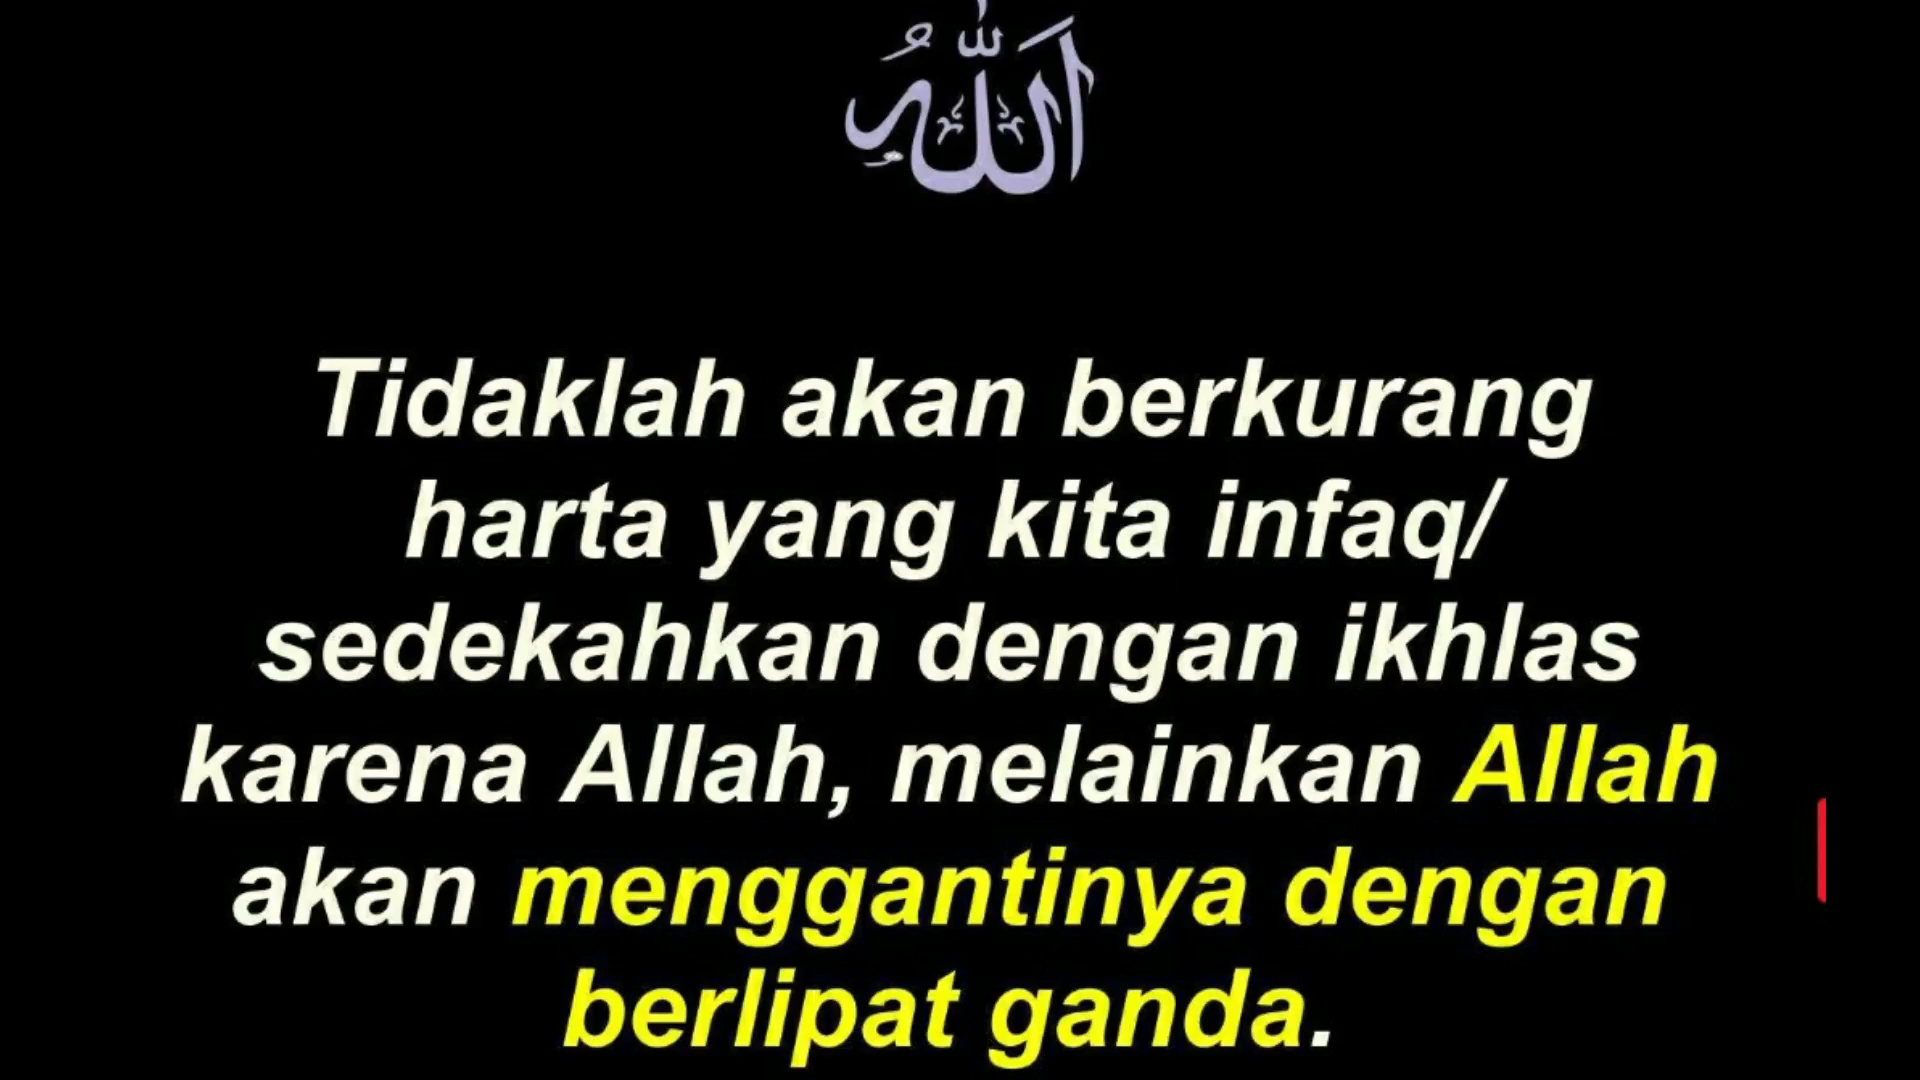 الله
Tidaklah akan berkurang
harta yang kita infaq/
sedekahkan dengan ikhlas
karena Allah, melainkan Allah
akan menggantinya dengan
berlipat ganda.